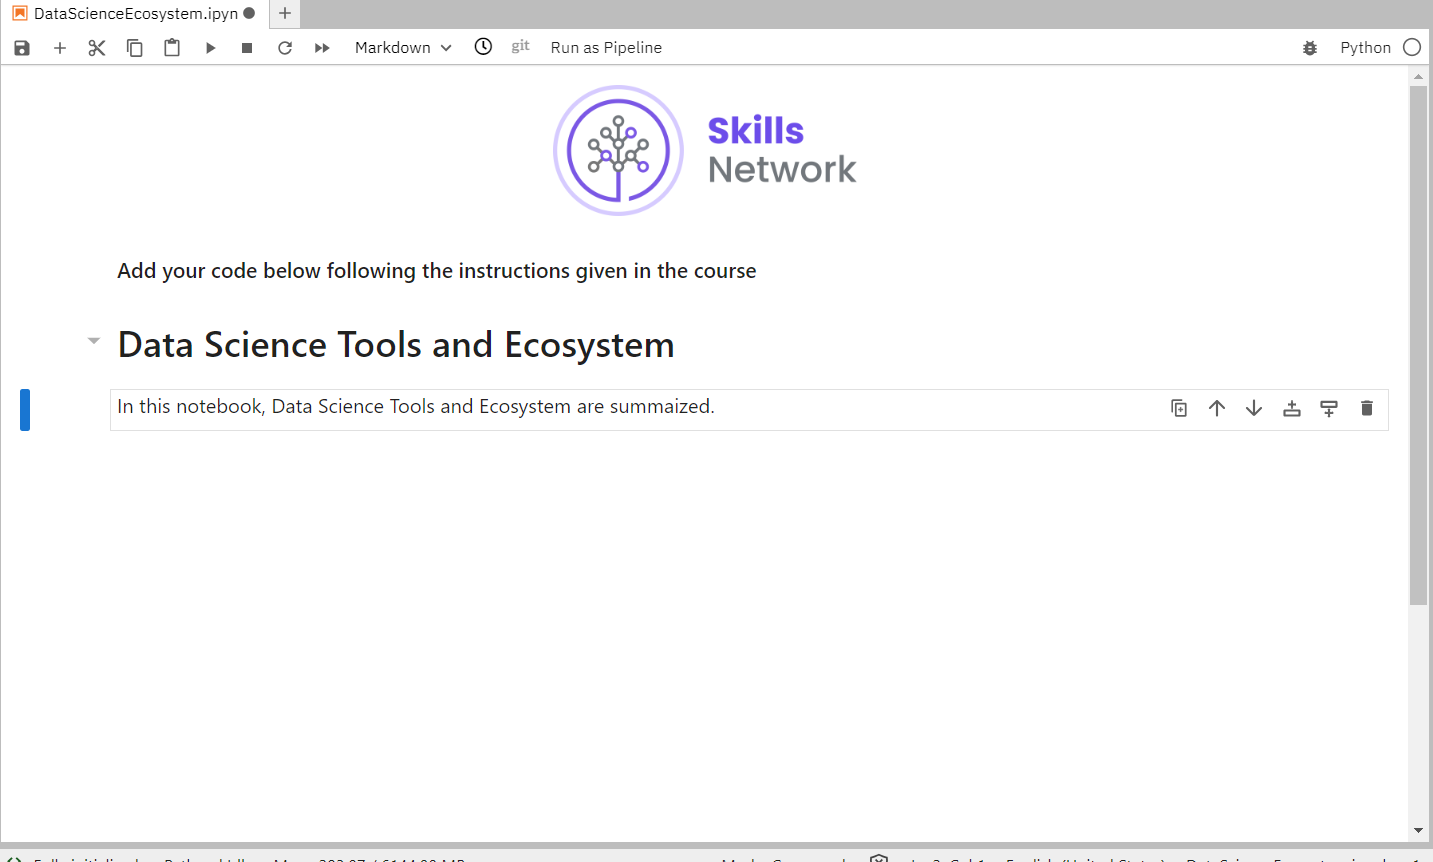 DataScienceEcosystem.ipyn
Markdown git Run as Pipeline Python
Skills
Network
Add your code below following the instructions given in the course
Data Science Tools and Ecosystem
In this notebook, Data Science Tools and Ecosystem are summaized.